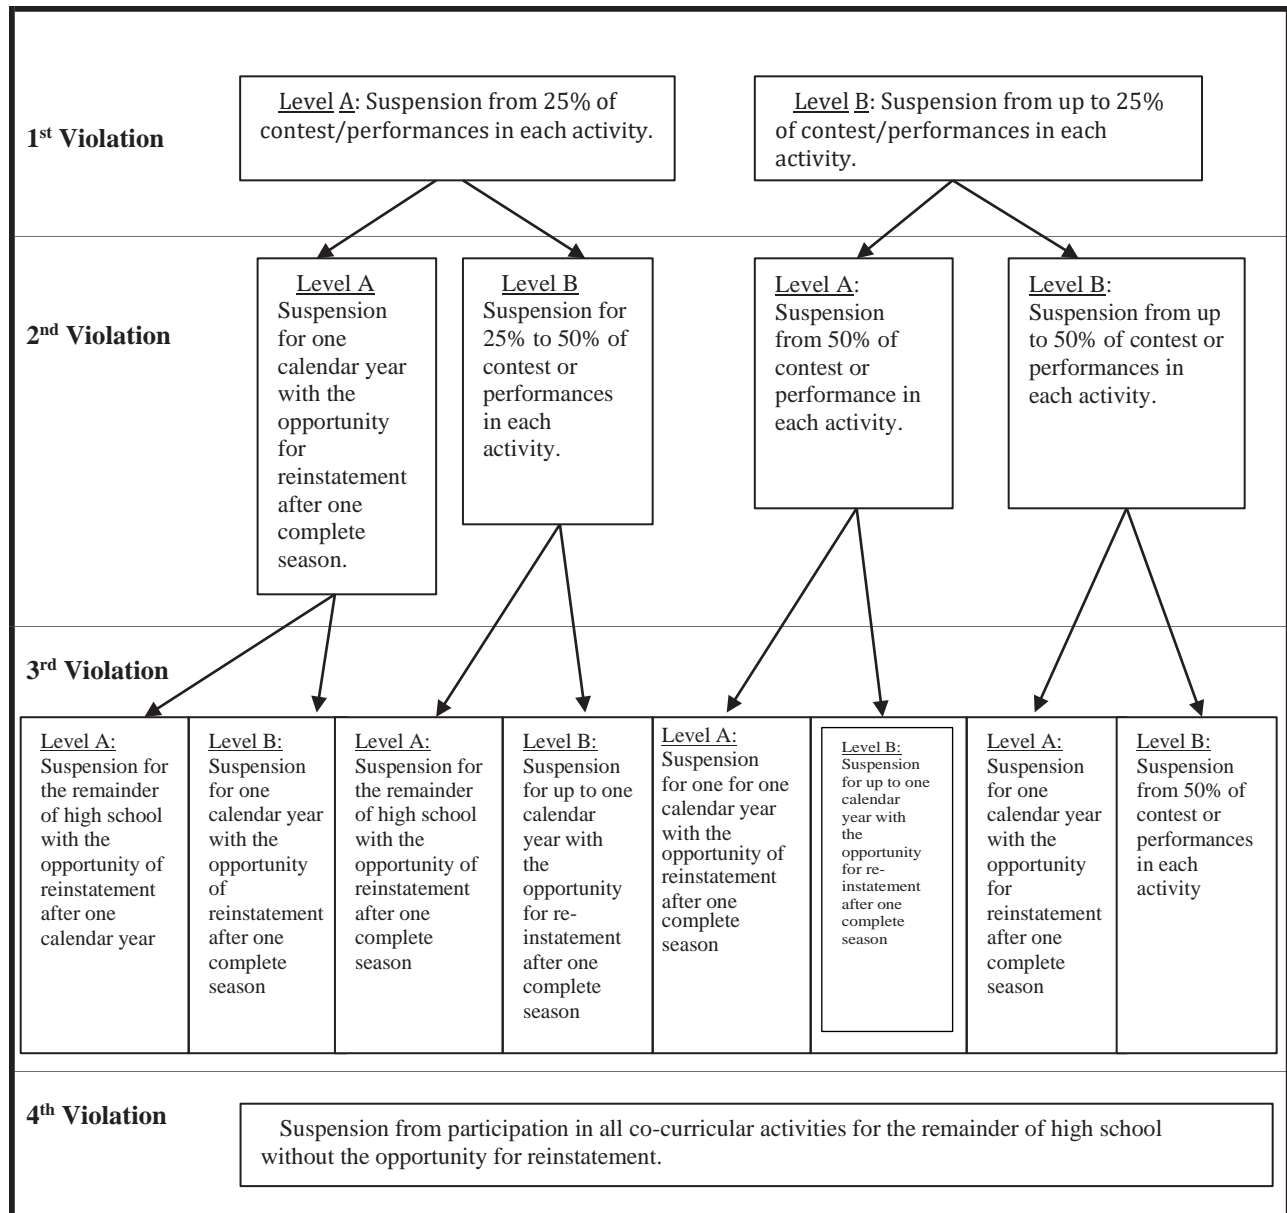 1st Violation
Level A: Suspension from 25% of
contest/performances in each activity.
Level B: Suspension from up to 25%
of contest/performances in each
activity.
2nd Violation
Level A
Suspension
for one
calendar year
with the
opportunity
for
reinstatement
after one
complete
season.
Level B
Suspension for
25% to 50% of
contest or
performances
in each
activity.
Level A:
Suspension
from 50% of
contest or
performance in
each activity.
Level B:
Suspension from up
to 50% of contest or
performances in
each activity.
3rd Violation
Level A:
Suspension for
the remainder
of high school
with the
opportunity of
reinstatement
after one
calendar year
Level B:
Suspension
for one
calendar year
with the
opportunity
of
reinstatement
after one
complete
season
Level A:
Suspension for
the remainder
of high school
with the
opportunity of
reinstatement
after one
complete
season
Level B:
Suspension
for up to one
calendar
year with
the
opportunity
for re-
instatement
after one
complete
season
Level A:
Suspension
for one for one
calendar year
with the
opportunity of
reinstatement
after one
complete
season
Level B:
Suspension
for up to one
calendar
year with
the
opportunity
for re-
instatement
after one
complete
season
Level A:
Suspension
for one
calendar year
with the
opportunity
for
reinstatement
after one
complete
season
Level B:
Suspension
from 50% of
contest or
performances
in each
activity
4th Violation
Suspension from participation in all co-curricular activities for the remainder of high school
without the opportunity for reinstatement.